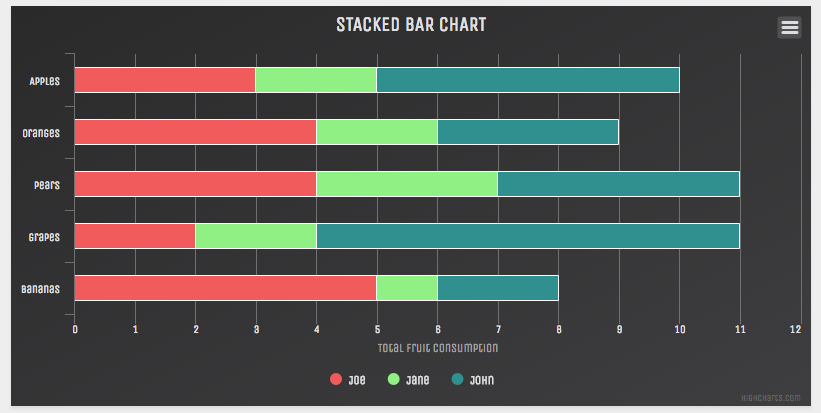 STACKED BAR CHART
Apples
Oranges
Pears
Grapes
Bananas
0 1 2 3 4 5 6 7 8 9 10 11 12
Total fruit consumption
Joe Jane John
Highcharts.com